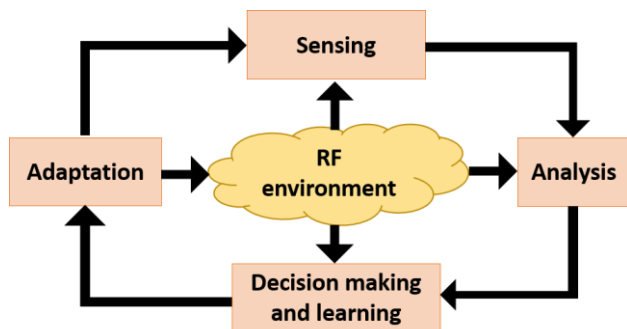 Sensing
Adaptation
RF
environment
Analysis
Decision making
and learning